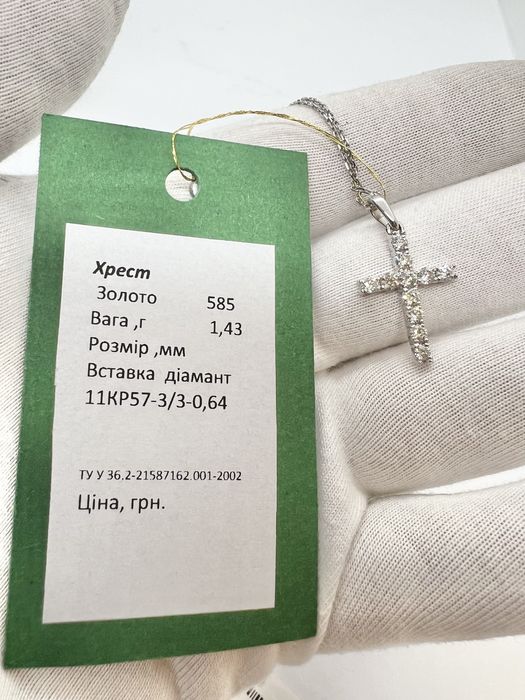 Хрест
Золото 585
Вага ,г 1,43
Розмір ,мм
Вставка діамант
11КР57-3/3-0,64
ТУ У 36.2-21587162.001-2002
Ціна, грн.